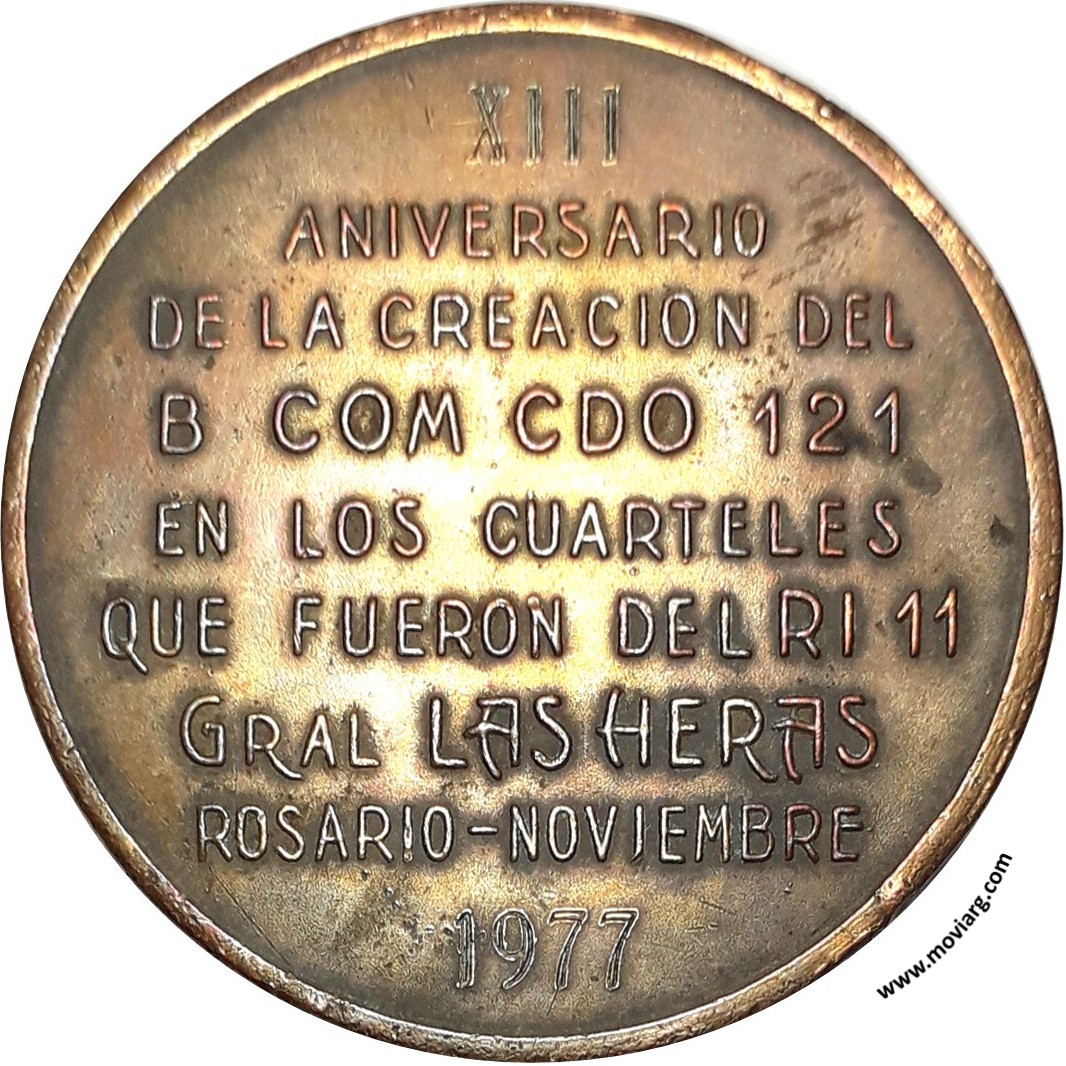 XIII
ANIVERSARIO
DE LA CREACION DEL
B COM CDO 121
EN LOS CUARTELES
QUE FUERON DEL RI 11
GRAL LAS HERAS
ROSARIO-NOVIEMBRE
1977
www.moviarg.com